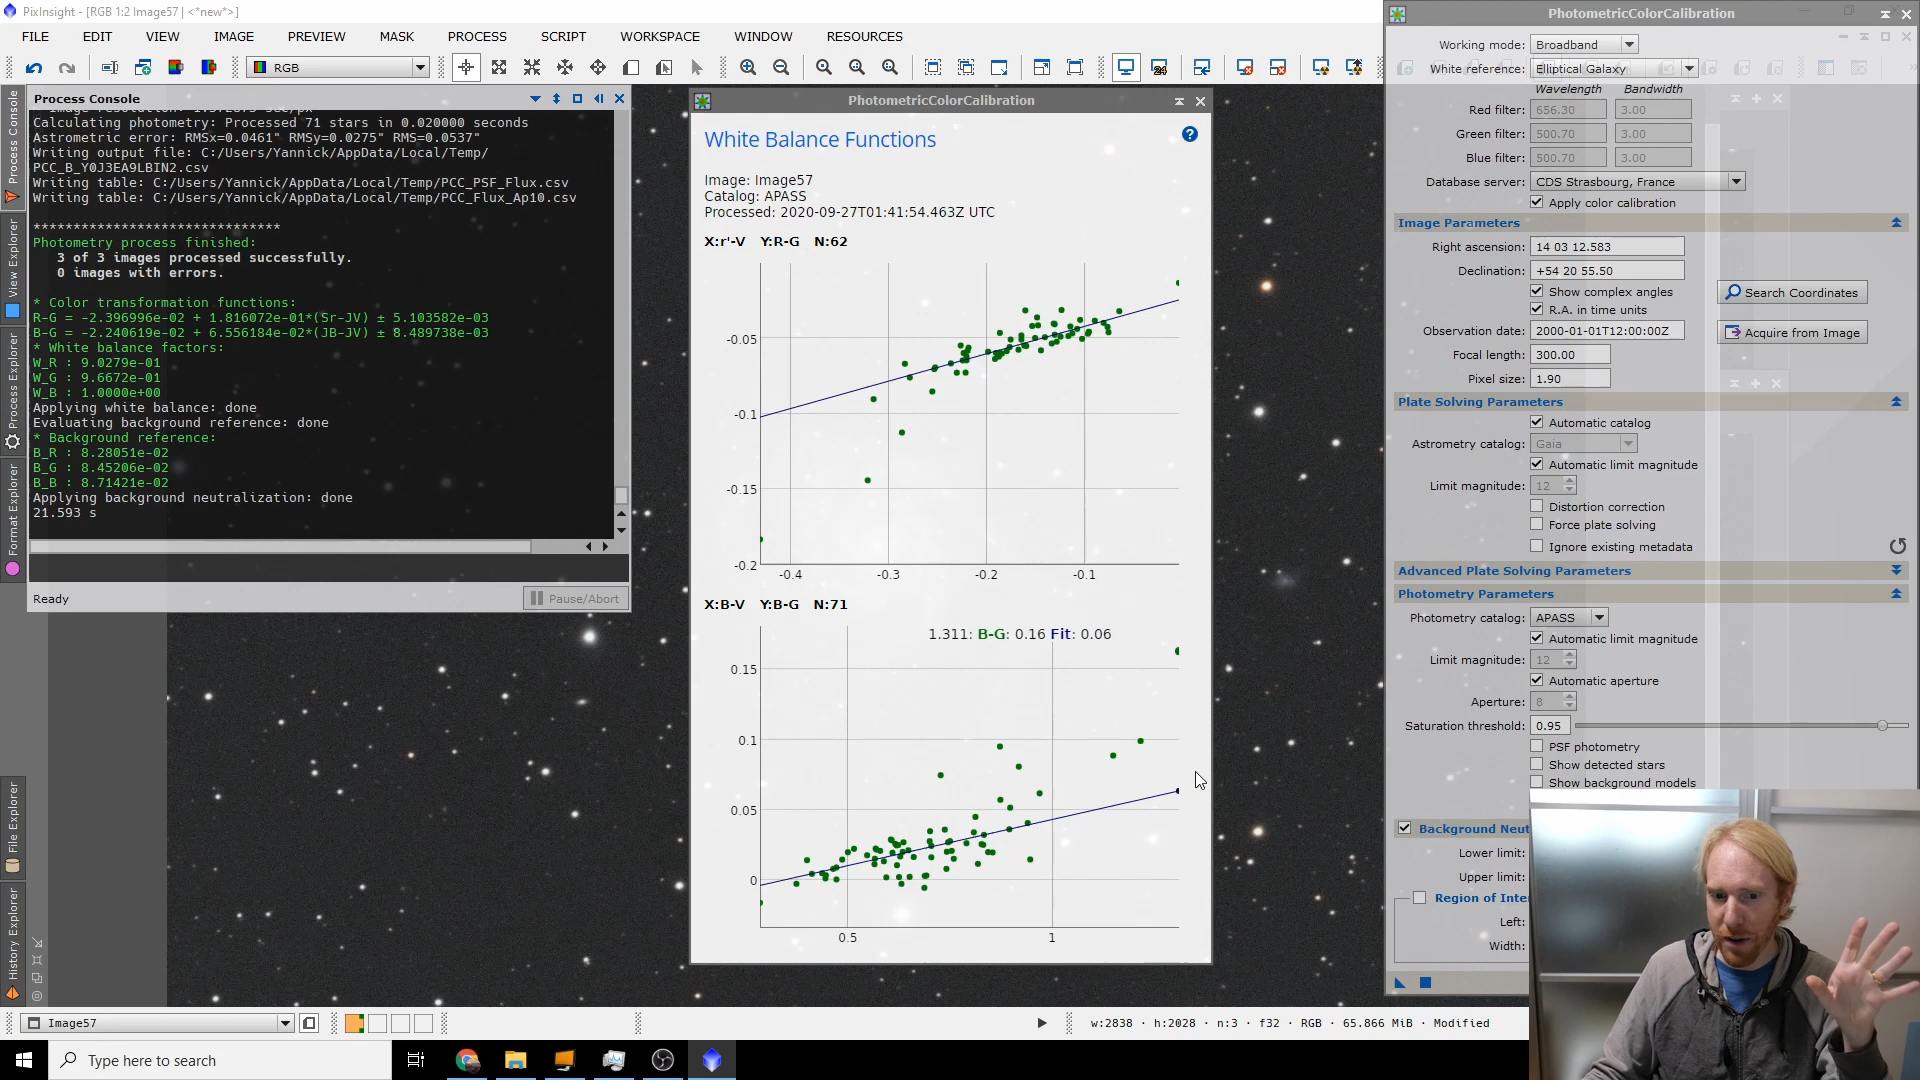 PixInsight - [RGB 1:2 Image57 | <*new*>]
FILE EDIT VIEW IMAGE PREVIEW MASK PROCESS SCRIPT WORKSPACE WINDOW RESOURCES
RGB
Process Console
Calculating photometry: Processed 71 stars in 0.020000 seconds
Astrometric error: RMSx=0.0461" RMSy=0.0275" RMS=0.0537"
Writing output file: C:/Users/Yannick/AppData/Local/Temp/
PCC_B_Y0J3EA9LBIN2.csv
Writing table: C:/Users/Yannick/AppData/Local/Temp/PCC_PSF_Flux.csv
Writing table: C:/Users/Yannick/AppData/Local/Temp/PCC_Flux_Ap10.csv
*******************************
Photometry process finished:
3 of 3 images processed successfully.
0 images with errors.
* Color transformation functions:
R-G = -2.396996e-02 + 1.816072e-01*(Sr-JV) ± 5.103582e-03
B-G = -2.240619e-02 + 6.556184e-02*(JB-JV) ± 8.489738e-03
* White balance factors:
W_R : 9.0279e-01
W_G : 9.6672e-01
W_B : 1.0000e+00
Applying white balance: done
Evaluating background reference: done
* Background reference:
B_R : 8.28051e-02
B_G : 8.45206e-02
B_B : 8.71421e-02
Applying background neutralization: done
21.593 s
Ready
Pause/Abort
Process Console
View Explorer
Process Explorer
Format Explorer
File Explorer
History Explorer
PhotometricColorCalibration
White Balance Functions
Image: Image57
Catalog: APASS
Processed: 2020-09-27T01:41:54.463Z UTC
X:r'-V Y:R-G N:62
-0.05
-0.1
-0.15
-0.2
-0.4 -0.3 -0.2 -0.1
X:B-V Y:B-G N:71
1.311: B-G: 0.16 Fit: 0.06
0.15
0.1
0.05
0
0.5 1
PhotometricColorCalibration
Working mode: Broadband
White reference: Elliptical Galaxy
Wavelength Bandwidth
Red filter: 656.30 3.00
Green filter: 500.70 3.00
Blue filter: 500.70 3.00
Database server: CDS Strasbourg, France
Apply color calibration
Image Parameters
Right ascension: 14 03 12.583
Declination: +54 20 55.50
Show complex angles
Search Coordinates
R.A. in time units
Observation date: 2000-01-01T12:00:00Z
Acquire from Image
Focal length: 300.00
Pixel size: 1.90
Plate Solving Parameters
Automatic catalog
Astrometry catalog: Gaia
Automatic limit magnitude
Limit magnitude: 12
Distortion correction
Force plate solving
Ignore existing metadata
Advanced Plate Solving Parameters
Photometry Parameters
Photometry catalog: APASS
Automatic limit magnitude
Limit magnitude: 12
Automatic aperture
Aperture: 8
Saturation threshold: 0.95
PSF photometry
Show detected stars
Show background models
Background Neut
Lower limit:
Upper limit:
Region of Inter
Left:
Width:
Image57
w:2838 · h:2028 · n:3 · f32 · RGB · 65.866 MiB · Modified
Type here to search